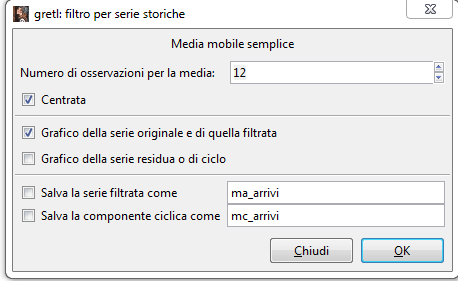 gretl: filtro per serie storiche
Media mobile semplice
Numero di osservazioni per la media: 12
Centrata
Grafico della serie originale e di quella filtrata
Grafico della serie residua o di ciclo
Salva la serie filtrata come ma_arrivi
Salva la componente ciclica come mc_arrivi
Chiudi OK